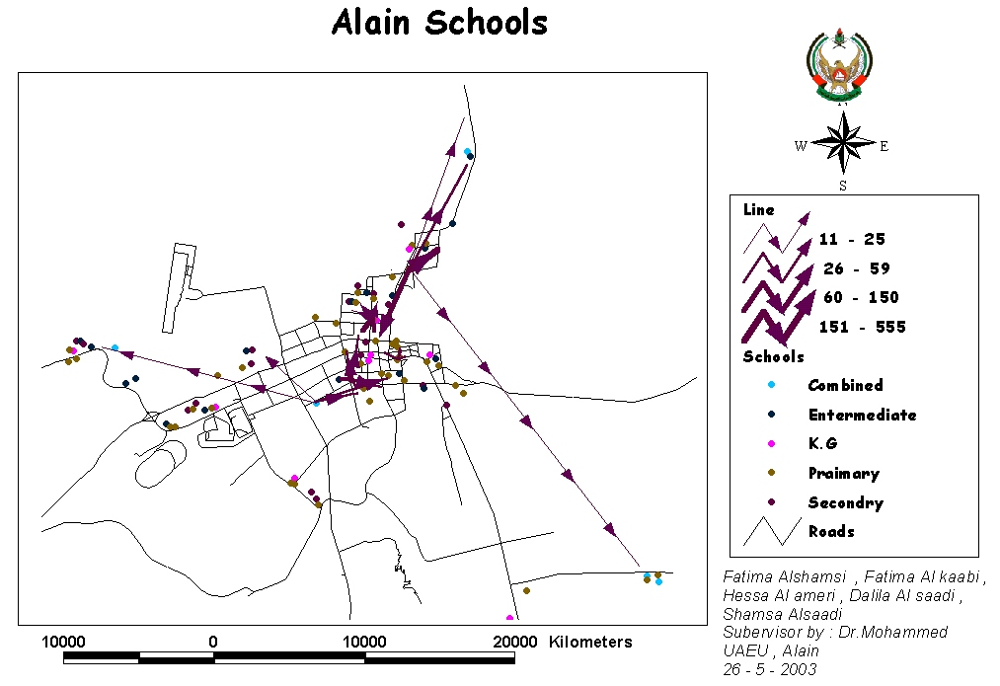 Alain Schools
W E
S
Line
11 - 25
26 - 59
60 - 150
151 - 555
Schools
Combined
Entermediate
K.G
Praimary
Secondry
Roads
Fatima Alshamsi , Fatima Al kaabi ,
Hessa Al ameri , Dalila Al saadi ,
Shamsa Alsaadi
Subervisor by : Dr.Mohammed
UAEU , Alain
26 - 5 - 2003
10000 0 10000 20000 Kilometers